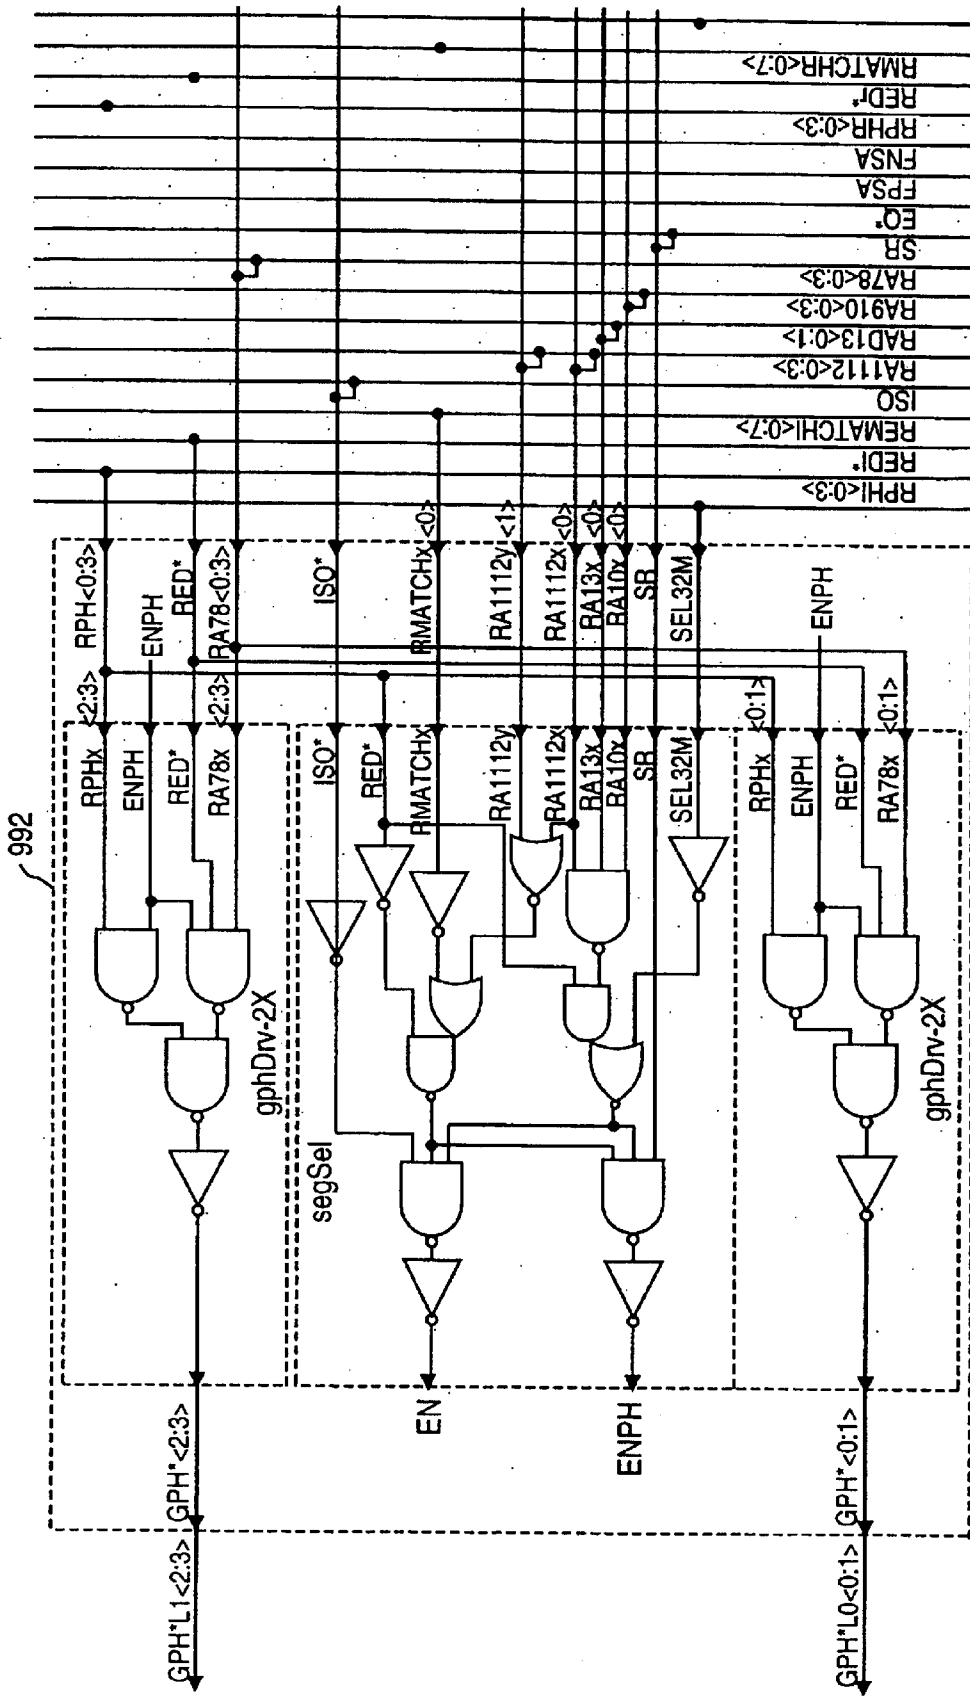 992
RMATCHR<0:7>
REDr*
RPHR<0:3>
FNSA
FPSA
EQ*
SR
RA78<0:3>
RA910<0:3>
RAD13<0:1>
RA1112<0:3>
ISO
REMATCHI<0:7>
REDI*
RPHI<0:3>
RPH<0:3>
ENPH
RED*
RA78<0:3>
ISO*
RMATCHx <0>
RA1112y <1>
RA1112x <0>
RA13x <0>
RA10x <0>
SR
SEL32M
ENPH
RPHx <2:3>
ENPH
RED*
RA78x <2:3>
gphDrv-2X
ISO*
RED*
RMATCHx
RA1112y
RA1112x
RA13x
RA10x
SR
SEL32M
segSel
RPHx <0:1>
ENPH
RED*
RA78x <0:1>
gphDrv-2X
EN
ENPH
GPH*<2:3>
GPH*L1<2:3>
GPH*<0:1>
GPH*L0<0:1>